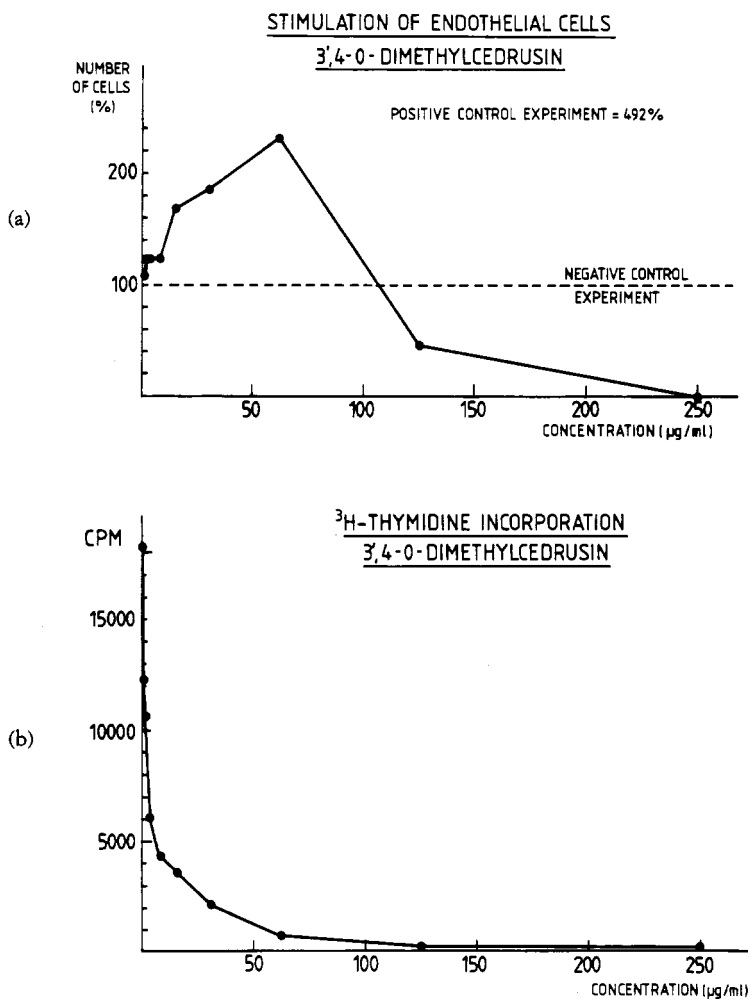 STIMULATION OF ENDOTHELIAL CELLS
3',4-O-DIMETHYLCEDRUSIN
NUMBER
OF CELLS
(%)
POSITIVE CONTROL EXPERIMENT = 492%
200
(a)
100
NEGATIVE CONTROL
EXPERIMENT
50
100
150
200
250
CONCENTRATION (µg/ml)
³H-THYMIDINE INCORPORATION
3',4-O-DIMETHYLCEDRUSIN
CPM
15000
(b)
10000
5000
50
100
150
200
250
CONCENTRATION (µg/ml)